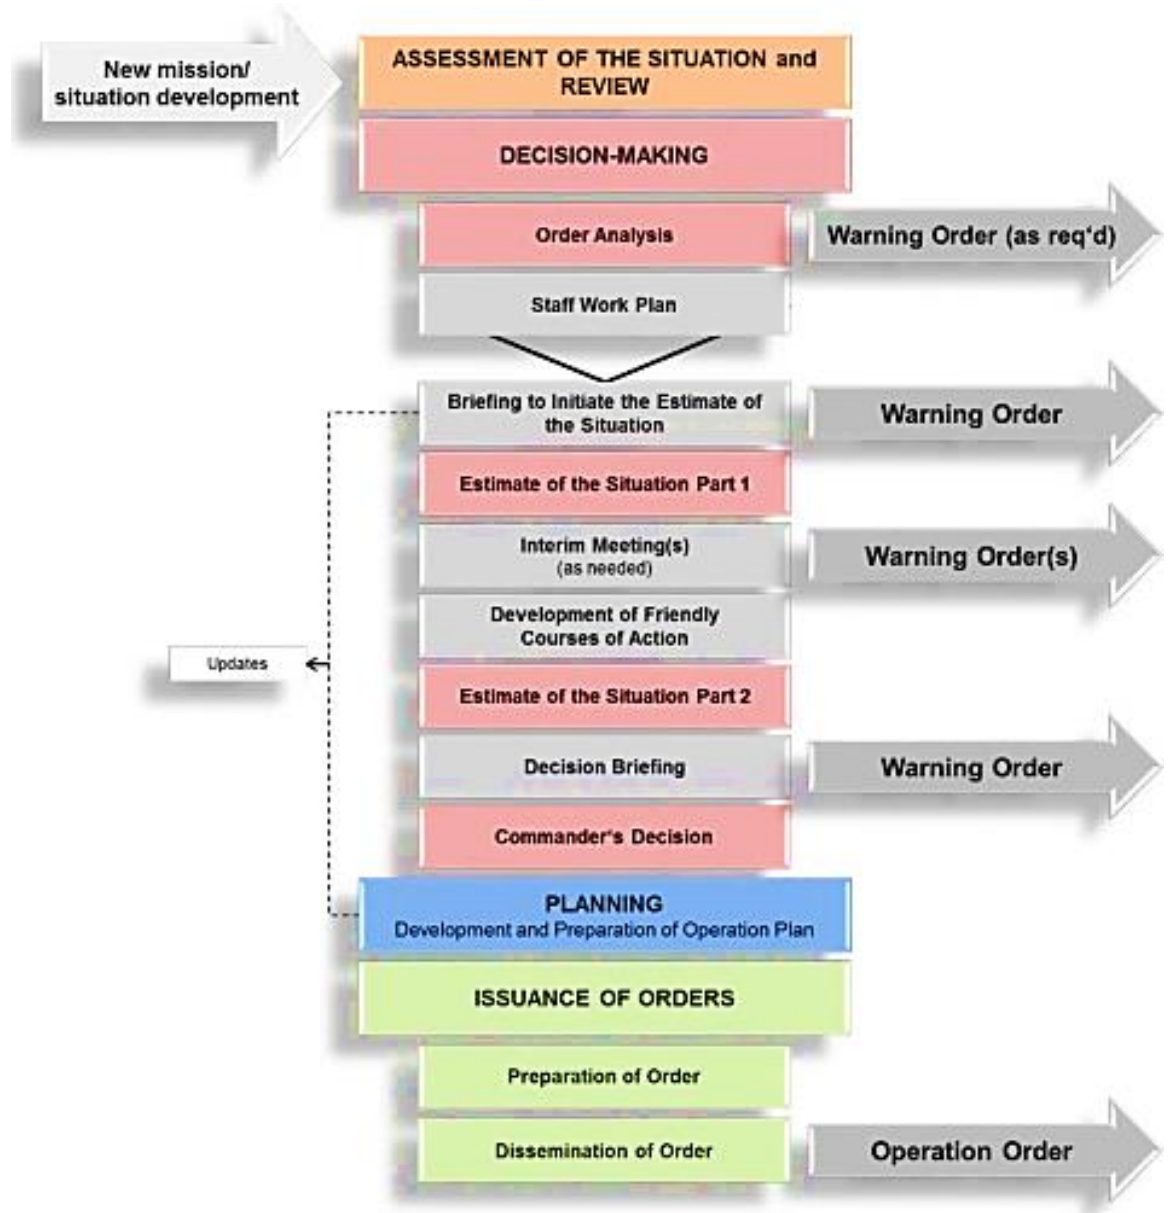 New mission/
situation development
ASSESSMENT OF THE SITUATION and
REVIEW
DECISION-MAKING
Order Analysis
Warning Order (as req‘d)
Staff Work Plan
Briefing to Initiate the Estimate of
the Situation
Warning Order
Estimate of the Situation Part 1
Interim Meeting(s)
(as needed)
Warning Order(s)
Development of Friendly
Courses of Action
Updates
Estimate of the Situation Part 2
Decision Briefing
Warning Order
Commander‘s Decision
PLANNING
Development and Preparation of Operation Plan
ISSUANCE OF ORDERS
Preparation of Order
Dissemination of Order
Operation Order